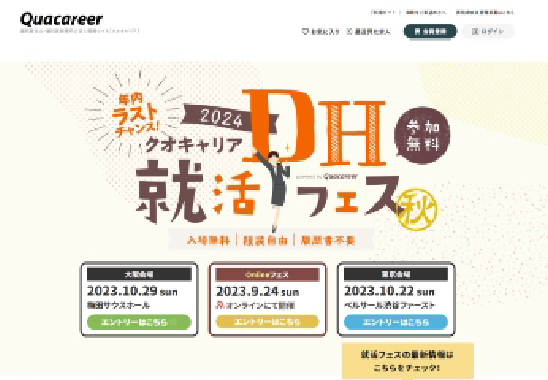 Quacareer
お気に入り
最近見た求人
会員登録
ログイン
年内
ラスト
チャンス!
2024
DH
クオキャリア
参加
無料
powered by Quacareer
就活フェス
秋
入場無料|服装自由|履歴書不要
大阪会場
2023.10.29 sun
梅田サウスホール
エントリーはこちら
Onlineフェス
2023.9.24 sun
オンラインにて開催
エントリーはこちら
東京会場
2023.10.22 sun
ベルサール渋谷ファースト
エントリーはこちら
就活フェスの最新情報は
こちらをチェック!